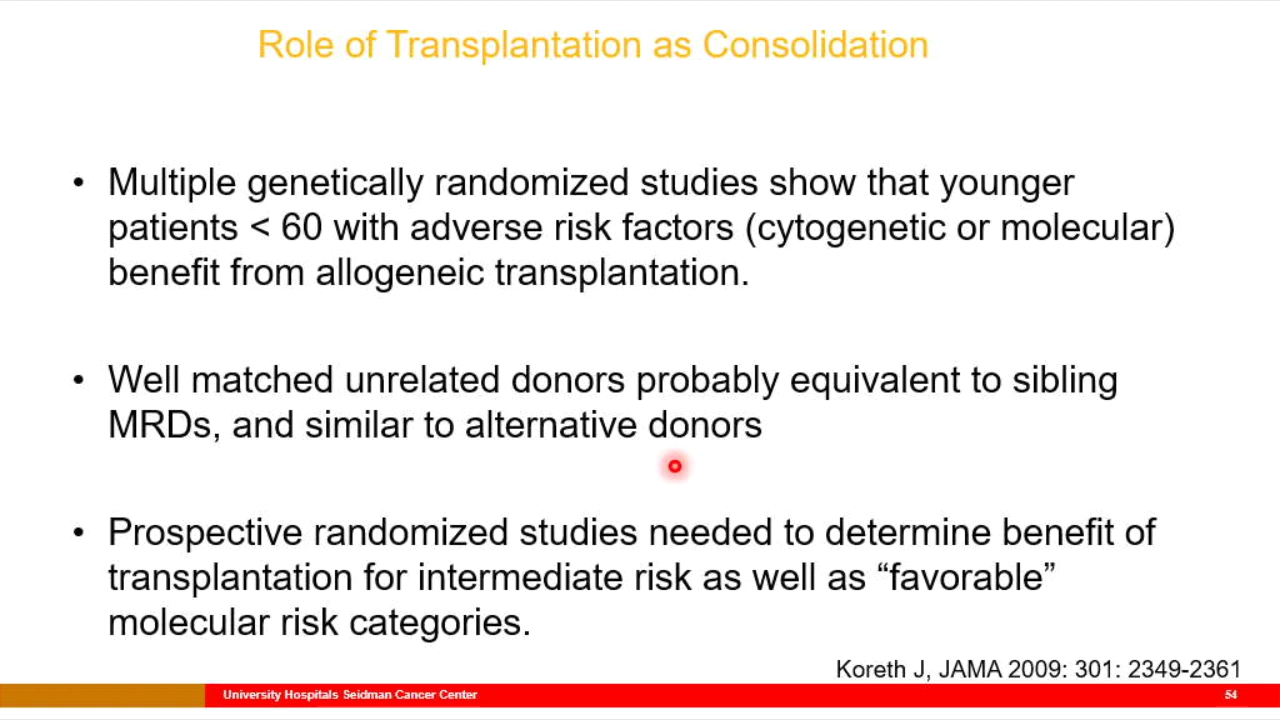 Role of Transplantation as Consolidation
• Multiple genetically randomized studies show that younger
patients < 60 with adverse risk factors (cytogenetic or molecular)
benefit from allogeneic transplantation.
• Well matched unrelated donors probably equivalent to sibling
MRDs, and similar to alternative donors
• Prospective randomized studies needed to determine benefit of
transplantation for intermediate risk as well as “favorable”
molecular risk categories.
Koreth J, JAMA 2009: 301: 2349-2361
University Hospitals Seidman Cancer Center
54